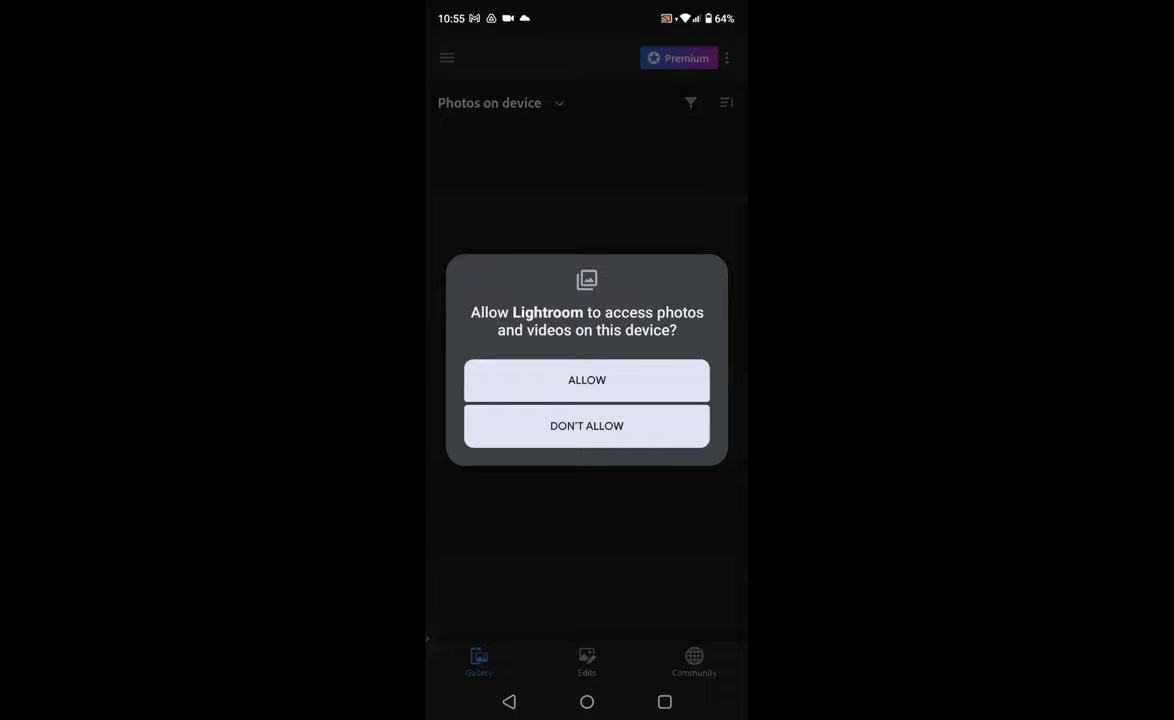 10:55
64%
Premium
Photos on device
Allow Lightroom to access photos
and videos on this device?
ALLOW
DON'T ALLOW
Gallery
Edits
Community